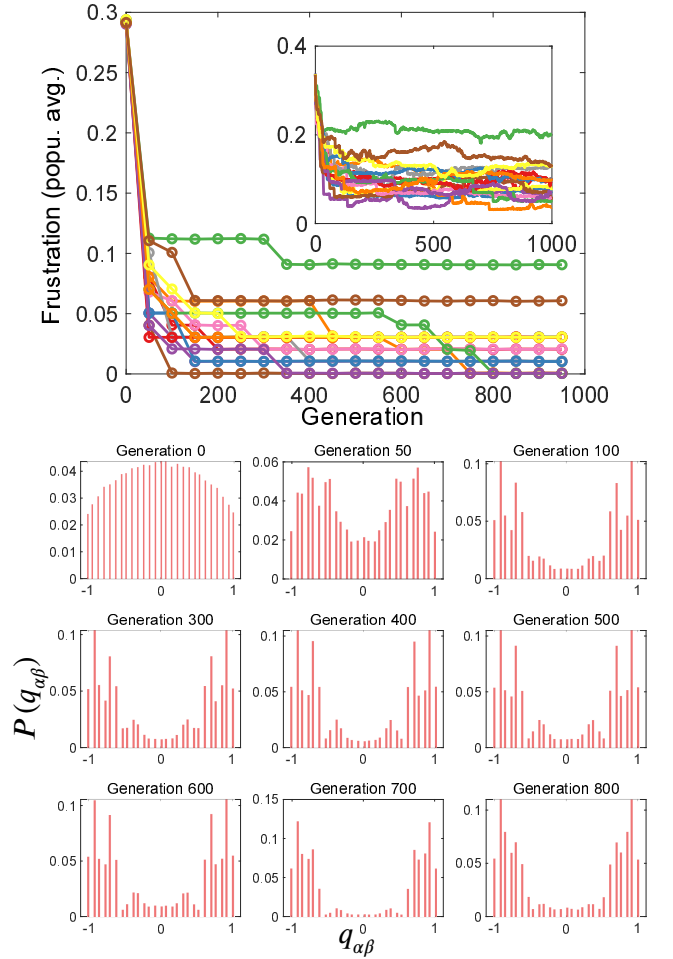 0.3
0.25
0.2
0.15
0.1
0.05
0
Frustration (popu. avg.)
0 200 400 600 800 1000
Generation
0.4
0.2
0
0 500 1000
Generation 0
0.04
0.03
0.02
0.01
0
-1 0 1
Generation 50
0.06
0.04
0.02
0
-1 0 1
Generation 100
0.1
0.05
0
-1 0 1
Generation 300
0.1
0.05
0
-1 0 1
Generation 400
0.1
0.05
0
-1 0 1
Generation 500
0.1
0.05
0
-1 0 1
Generation 600
0.1
0.05
0
-1 0 1
Generation 700
0.15
0.1
0.05
0
-1 0 1
Generation 800
0.1
0.05
0
-1 0 1
P(qαβ)
qαβ